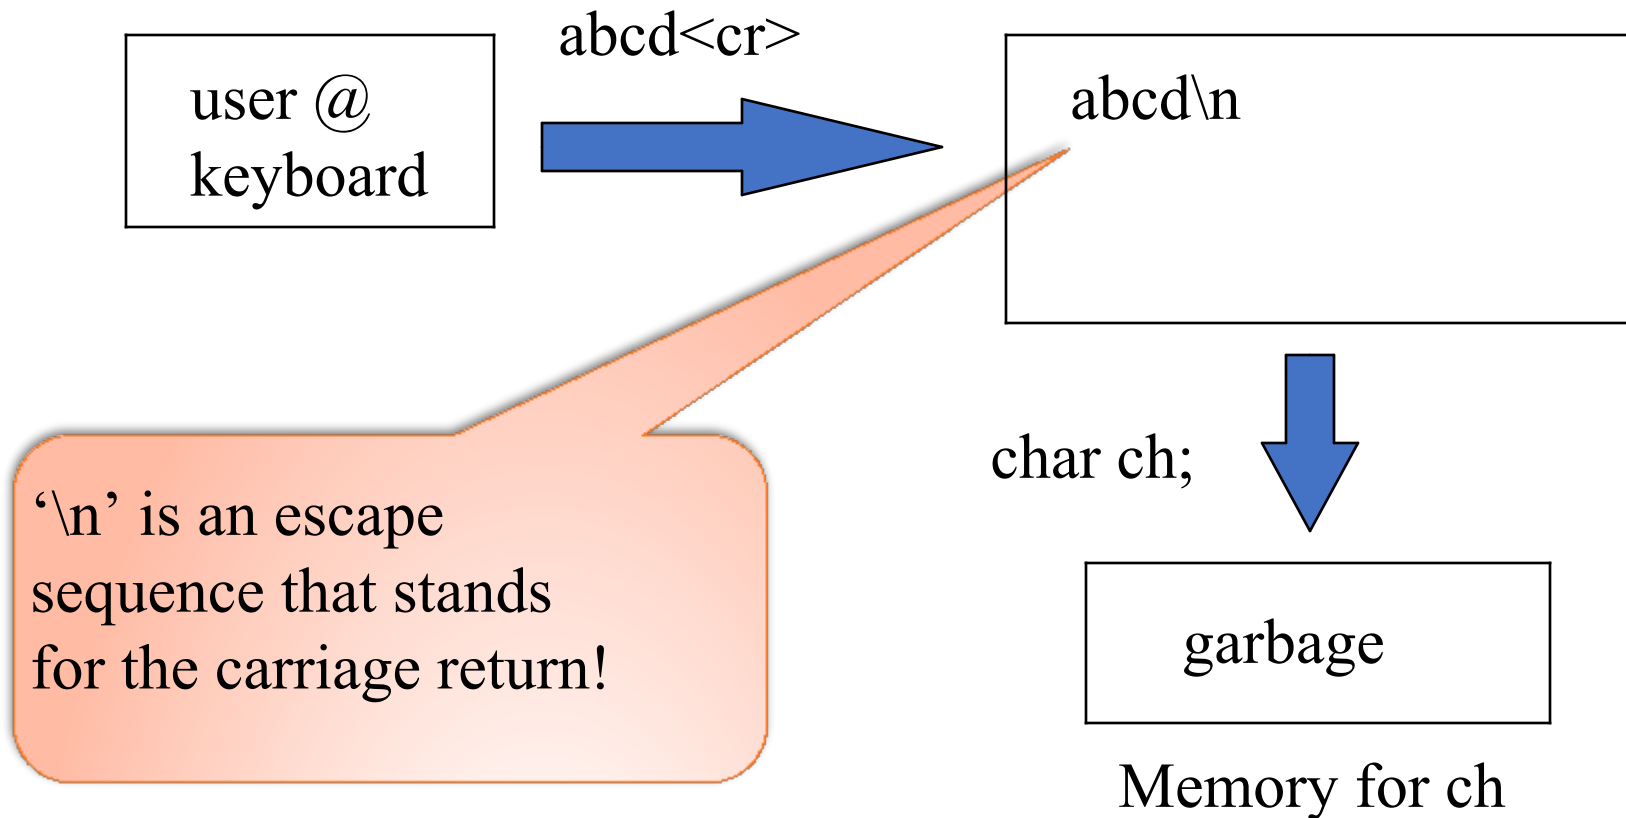 user @
keyboard
abcd<cr>
abcd\n
‘\n’ is an escape
sequence that stands
for the carriage return!
char ch;
garbage
Memory for ch